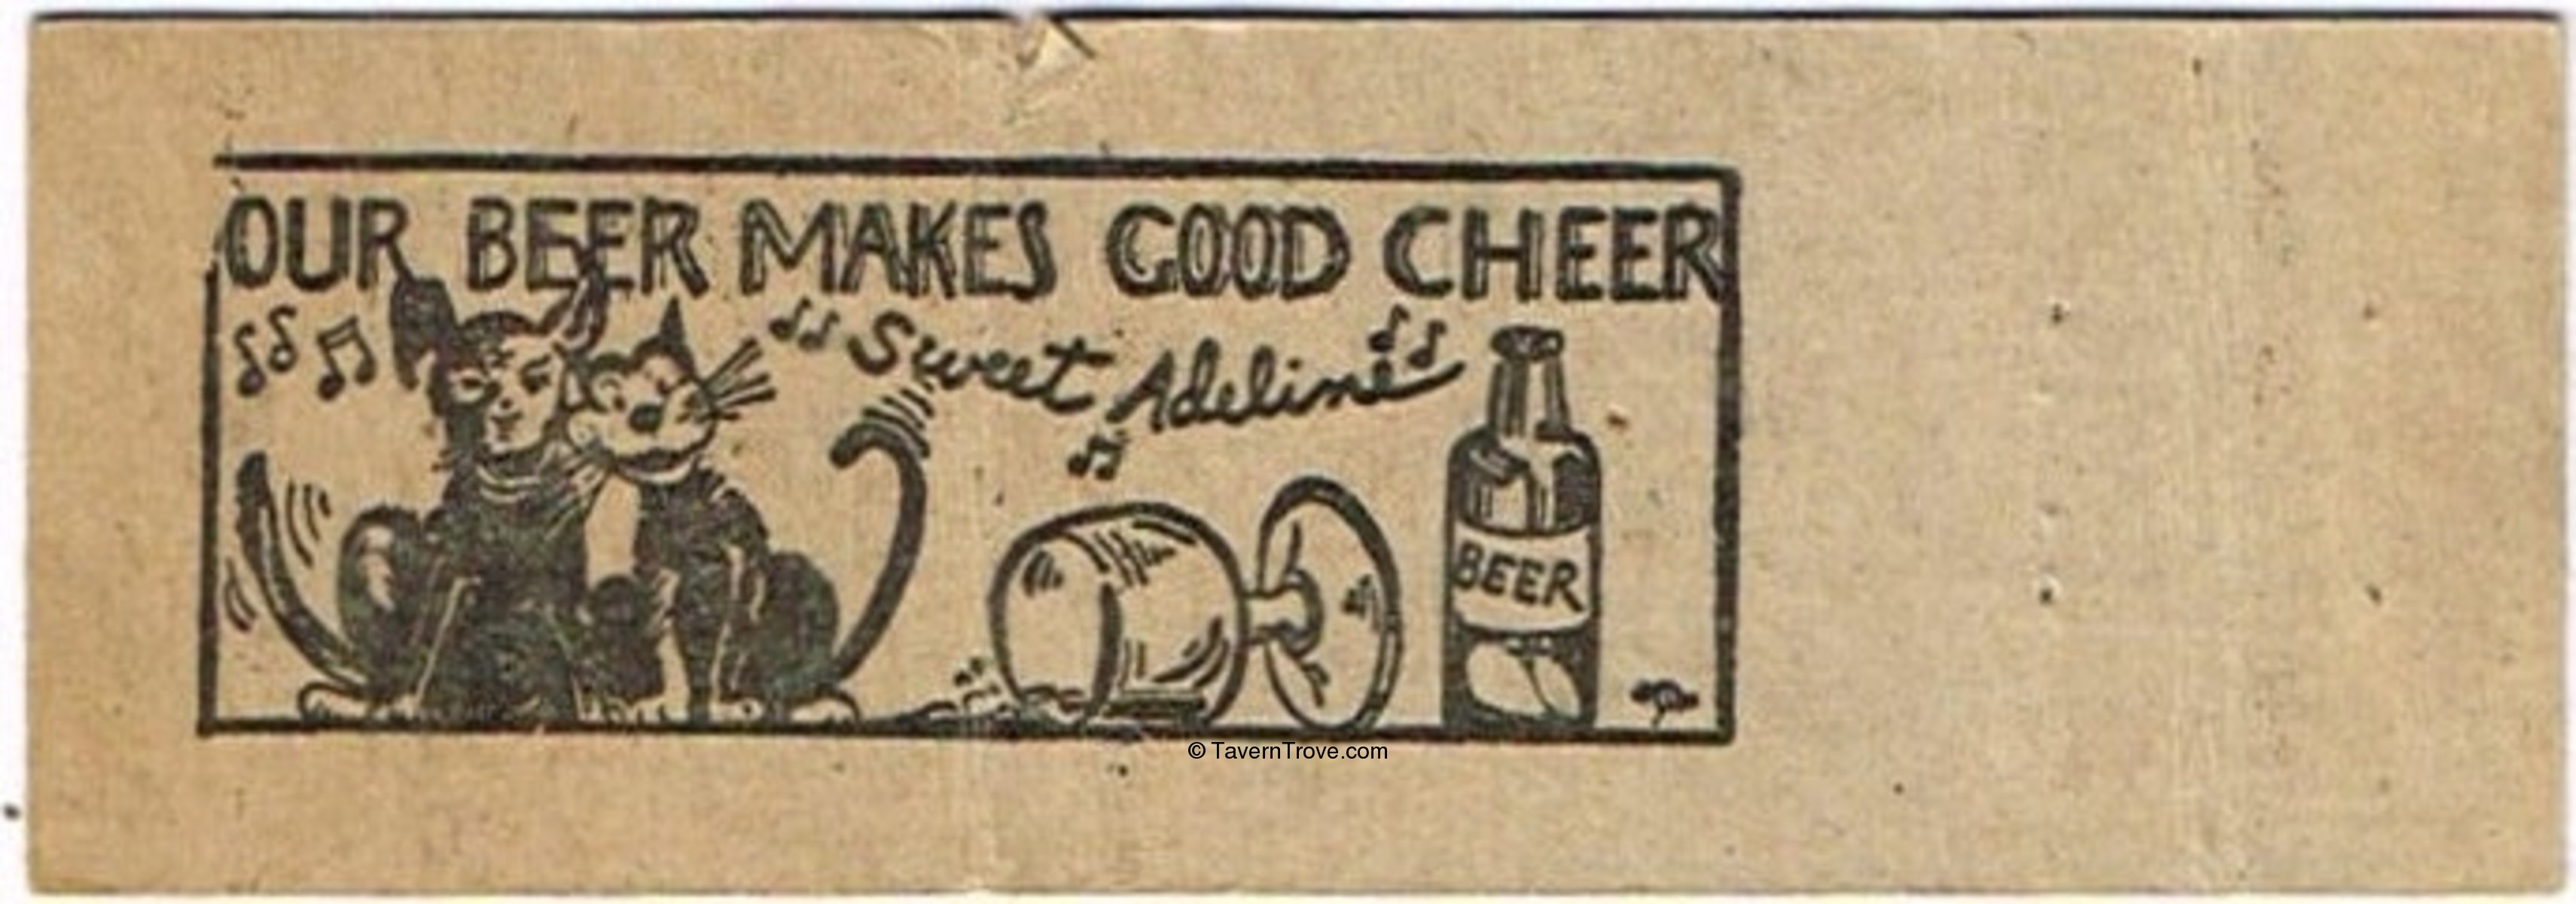 OUR BEER MAKES GOOD CHEER
Sweet Adeline
BEER
© TavernTrove.com